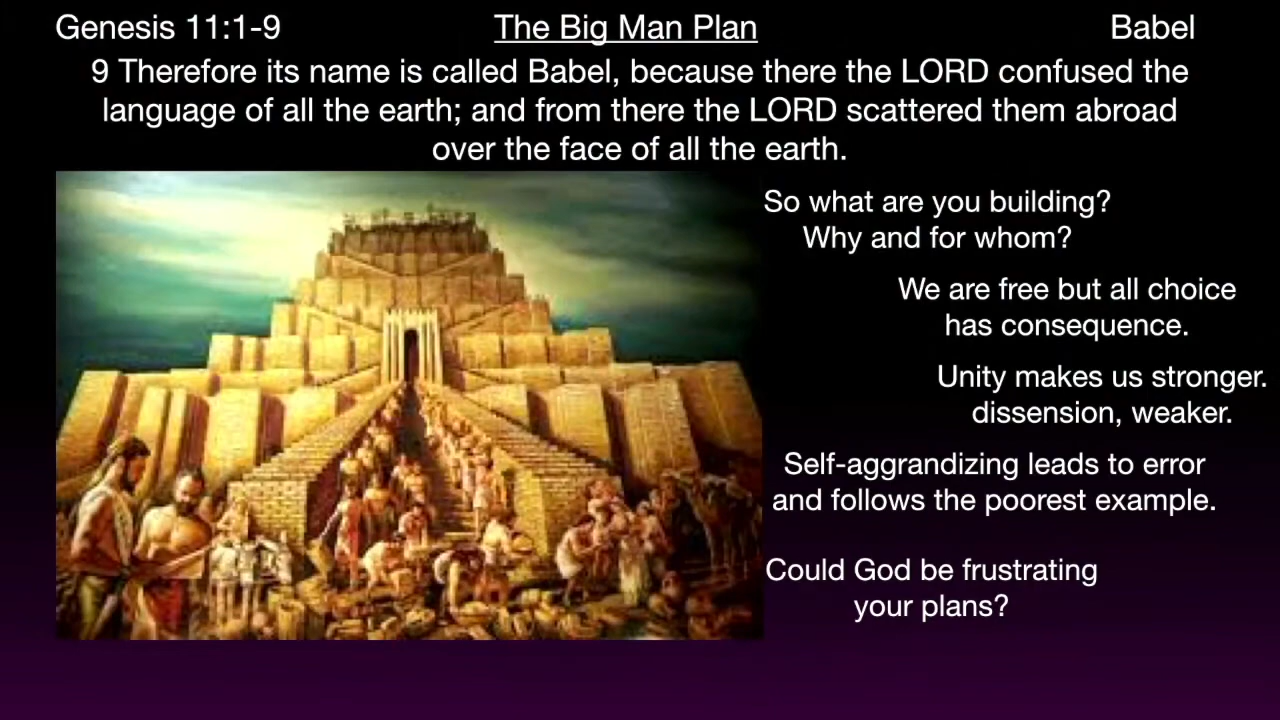 Genesis 11:1-9 The Big Man Plan Babel
9 Therefore its name is called Babel, because there the LORD confused the
language of all the earth; and from there the LORD scattered them abroad
over the face of all the earth.
So what are you building?
Why and for whom?
We are free but all choice
has consequence.
Unity makes us stronger.
dissension, weaker.
Self-aggrandizing leads to error
and follows the poorest example.
Could God be frustrating
your plans?